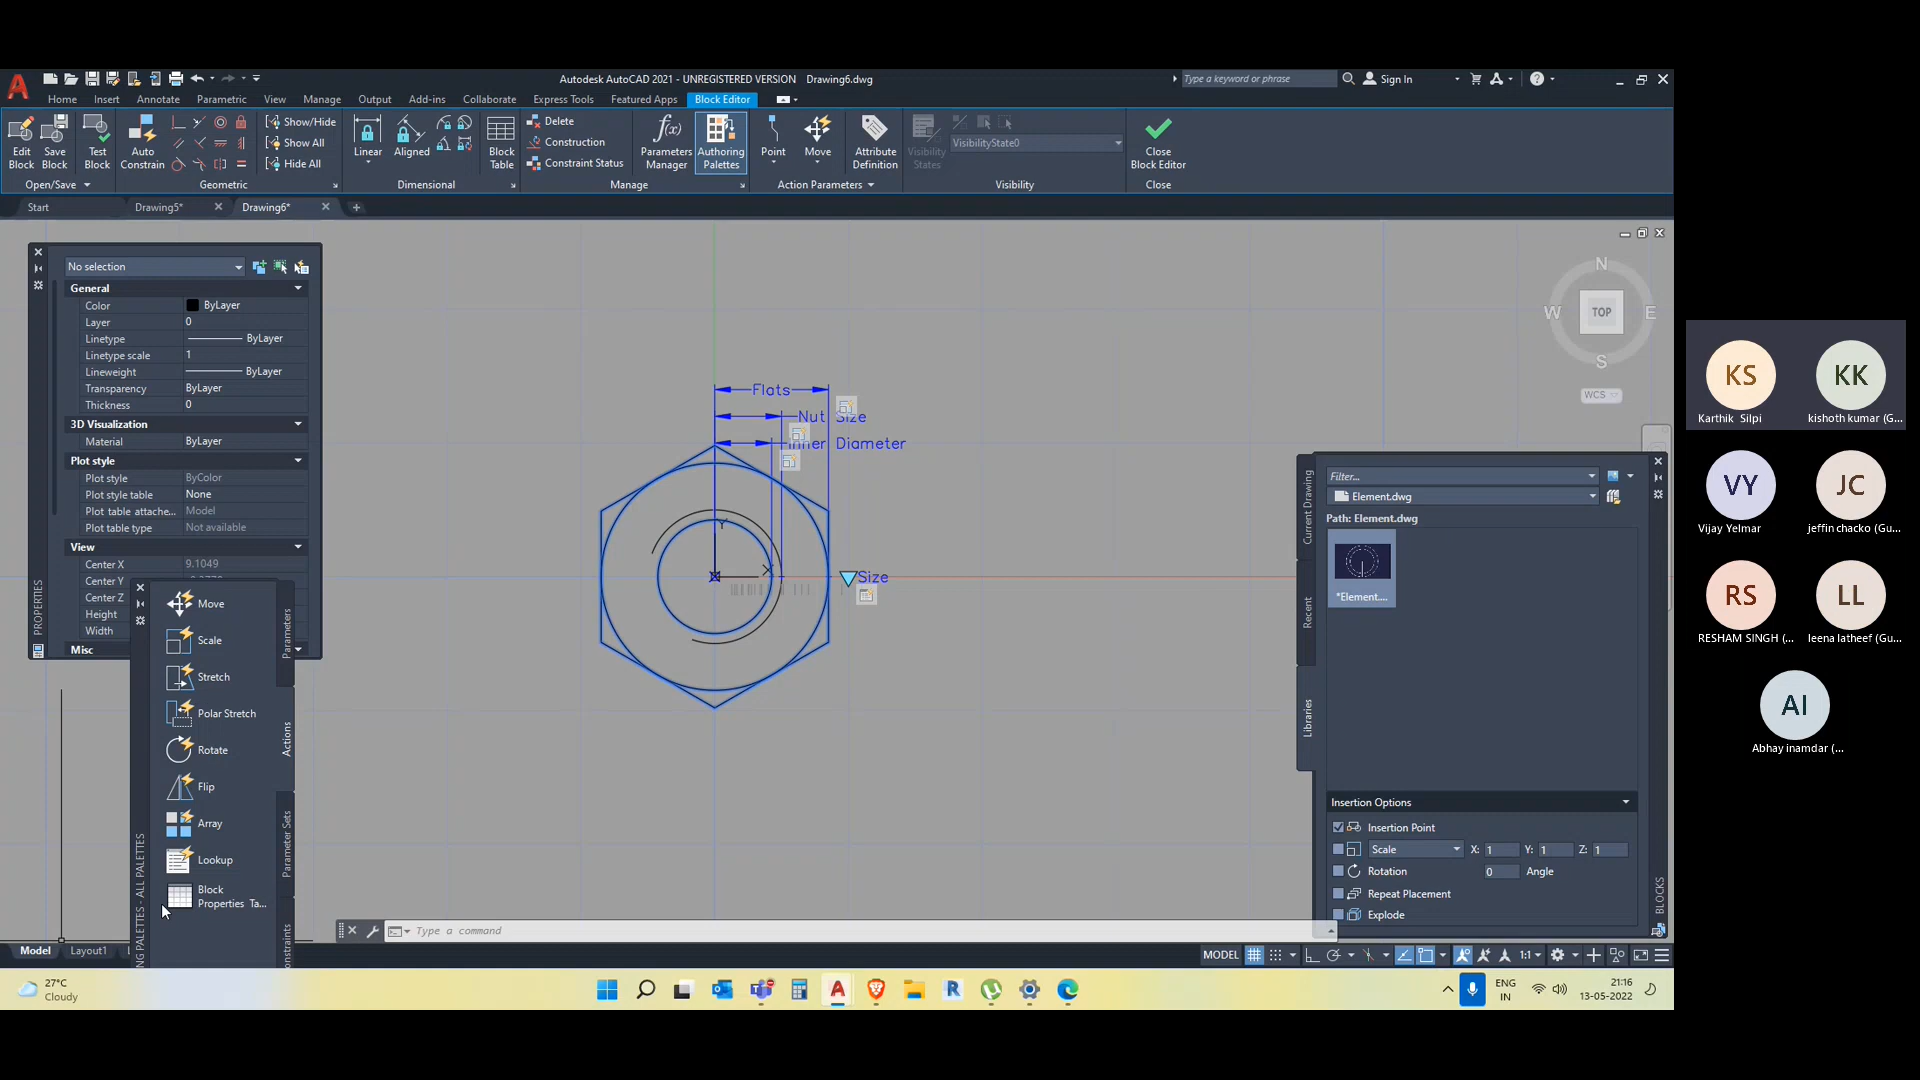 Autodesk AutoCAD 2021 - UNREGISTERED VERSION Drawing6.dwg
Type a keyword or phrase
Sign In
Home Insert Annotate Parametric View Manage Output Add-ins Collaborate Express Tools Featured Apps Block Editor
Edit Block
Save Block
Test Block
Auto Constrain
Show/Hide
Show All
Hide All
Linear
Aligned
Block Table
Delete
Construction
Constraint Status
Parameters Manager
Authoring Palettes
Point
Move
Attribute Definition
Visibility States
VisibilityState0
Close Block Editor
Open/Save Geometric Dimensional Manage Action Parameters Visibility Close
Start Drawing5* Drawing6*
No selection
General
Color ByLayer
Layer 0
Linetype ByLayer
Linetype scale 1
Lineweight ByLayer
Transparency ByLayer
Thickness 0
3D Visualization
Material ByLayer
Plot style
Plot style ByColor
Plot style table None
Plot table attache... Model
Plot table type Not available
View
Center X 9.1049
Center Y
Center Z
Height
Width
Misc
PROPERTIES
Move
Scale
Stretch
Polar Stretch
Rotate
Flip
Array
Lookup
Block Properties Ta...
Parameters
Actions
Parameter Sets
onstraints
NG PALETTES - ALL PALETTES
Flats
Nut Size
Inner Diameter
Y
X
Size
N
W TOP E
S
WCS
Filter...
Element.dwg
Path: Element.dwg
*Element....
Current Drawing
Recent
Libraries
Insertion Options
Insertion Point
Scale X: 1 Y: 1 Z: 1
Rotation 0 Angle
Repeat Placement
Explode
BLOCKS
Type a command
Model Layout1
MODEL
1:1
27°C
Cloudy
ENG
IN
21:16
13-05-2022
KS
Karthik Silpi
KK
kishoth kumar (G...
VY
Vijay Yelmar
JC
jeffin chacko (Gu...
RS
RESHAM SINGH (...
LL
leena latheef (Gu...
AI
Abhay inamdar (...